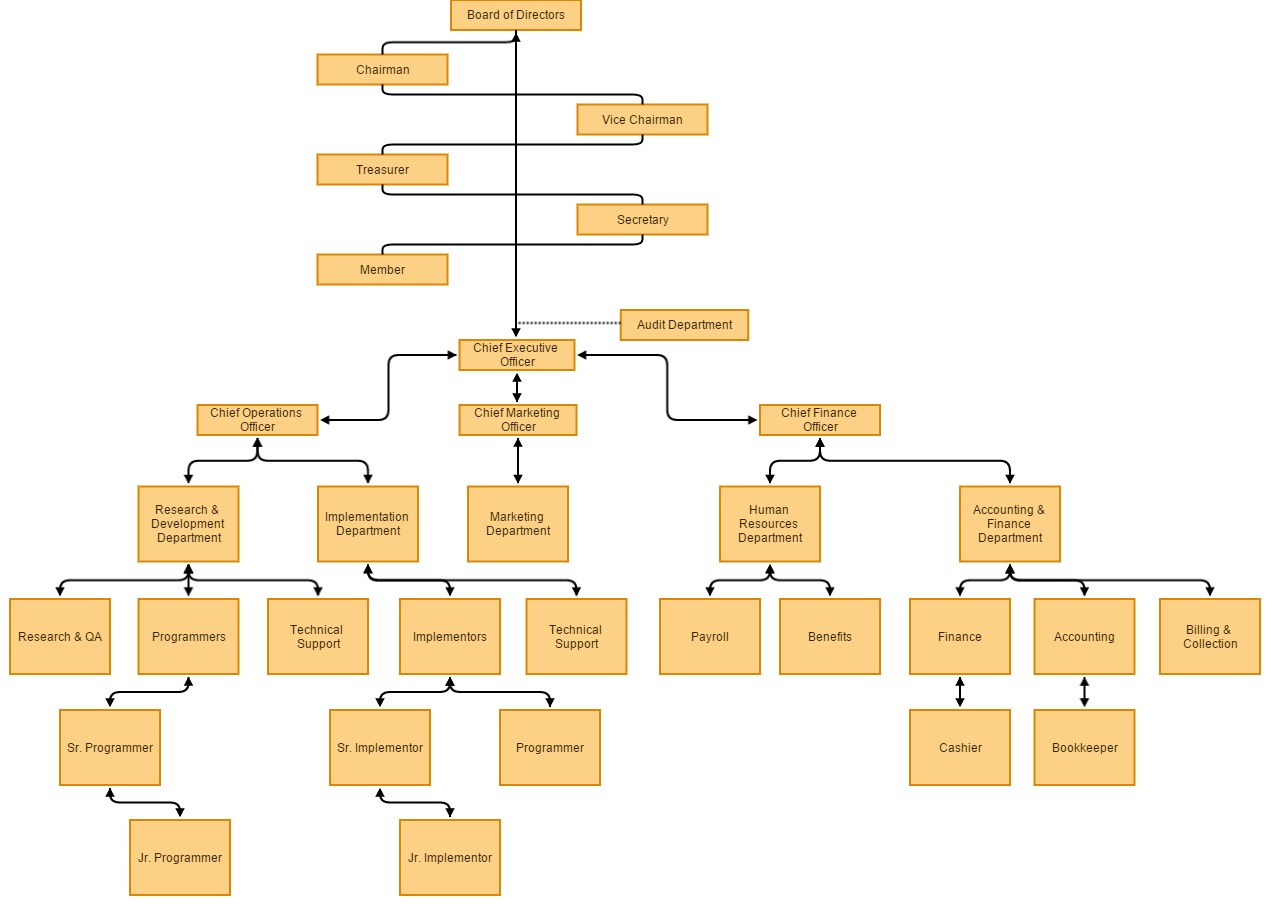 Board of Directors
Chairman
Vice Chairman
Treasurer
Secretary
Member
Audit Department
Chief Executive
Officer
Chief Operations
Officer
Chief Marketing
Officer
Chief Finance
Officer
Research &
Development
Department
Implementation
Department
Marketing
Department
Human
Resources
Department
Accounting &
Finance
Department
Research & QA
Programmers
Technical
Support
Implementors
Technical
Support
Payroll
Benefits
Finance
Accounting
Billing &
Collection
Sr. Programmer
Sr. Implementor
Programmer
Cashier
Bookkeeper
Jr. Programmer
Jr. Implementor